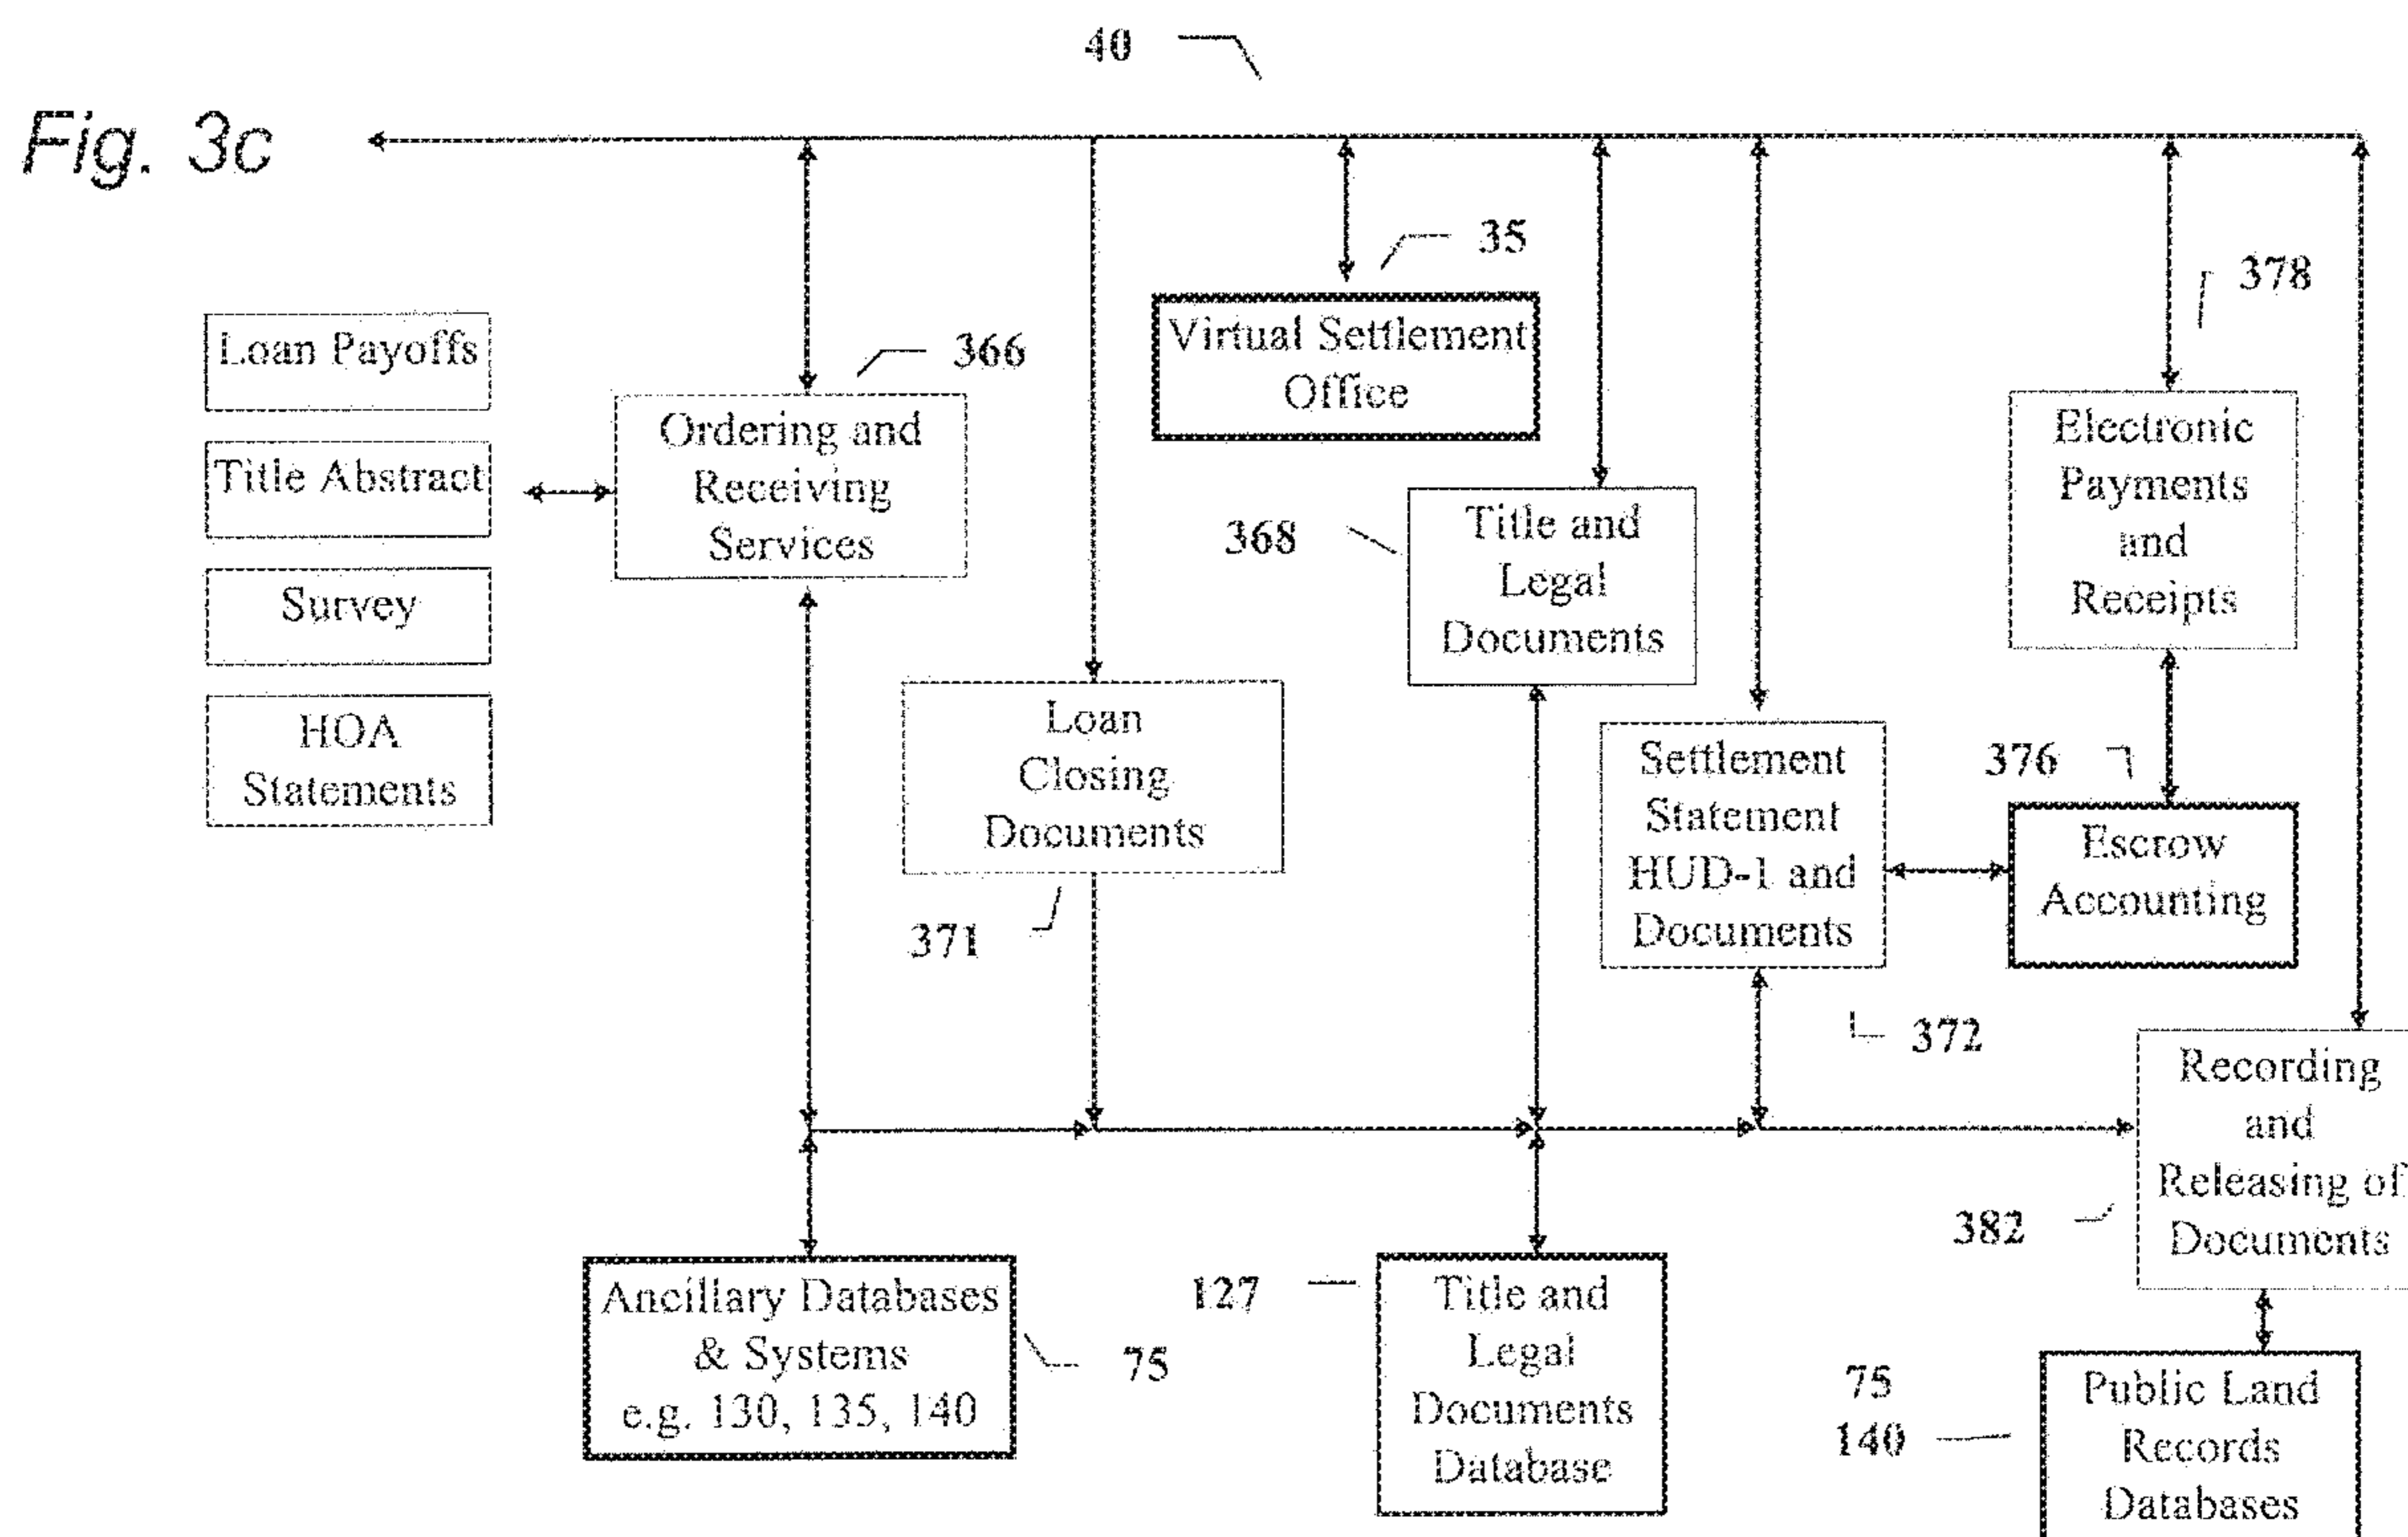 40
Fig. 3c
35
378
Loan Payoffs
366
Virtual Settlement
Office
Ordering and
Receiving
Services
Electronic
Payments
and
Receipts
Title Abstract
368
Title and
Legal
Documents
Survey
HOA
Statements
Loan
Closing
Documents
371
Settlement
Statement
HUD-1 and
Documents
376
Escrow
Accounting
372
Recording
and
Releasing of
Documents
382
Ancillary Databases
& Systems
e.g. 130, 135, 140
75
127
Title and
Legal
Documents
Database
75
140
Public Land
Records
Databases